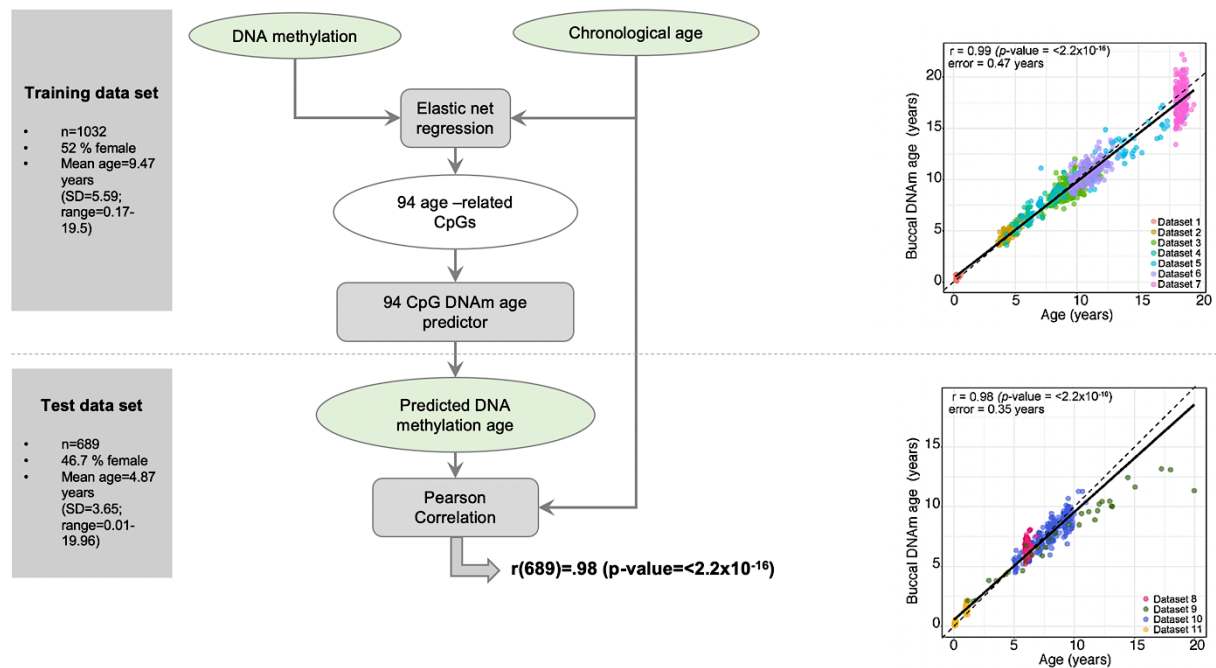 Training data set
• n=1032
• 52 % female
• Mean age=9.47
years
(SD=5.59;
range=0.17-
19.5)
DNA methylation
Chronological age
Elastic net
regression
94 age –related
CpGs
94 CpG DNAm age
predictor
r = 0.99 (p-value = <2.2x10-16)
error = 0.47 years
Buccal DNAm age (years)
20
15
10
5
0
Dataset 1
Dataset 2
Dataset 3
Dataset 4
Dataset 5
Dataset 6
Dataset 7
0 5 10 15 20
Age (years)
Test data set
• n=689
• 46.7 % female
• Mean age=4.87
years
(SD=3.65;
range=0.01-
19.96)
Predicted DNA
methylation age
Pearson
Correlation
r(689)=.98 (p-value=<2.2x10-16)
r = 0.98 (p-value = <2.2x10-16)
error = 0.35 years
Buccal DNAm age (years)
15
10
5
0
Dataset 8
Dataset 9
Dataset 10
Dataset 11
0 5 10 15 20
Age (years)